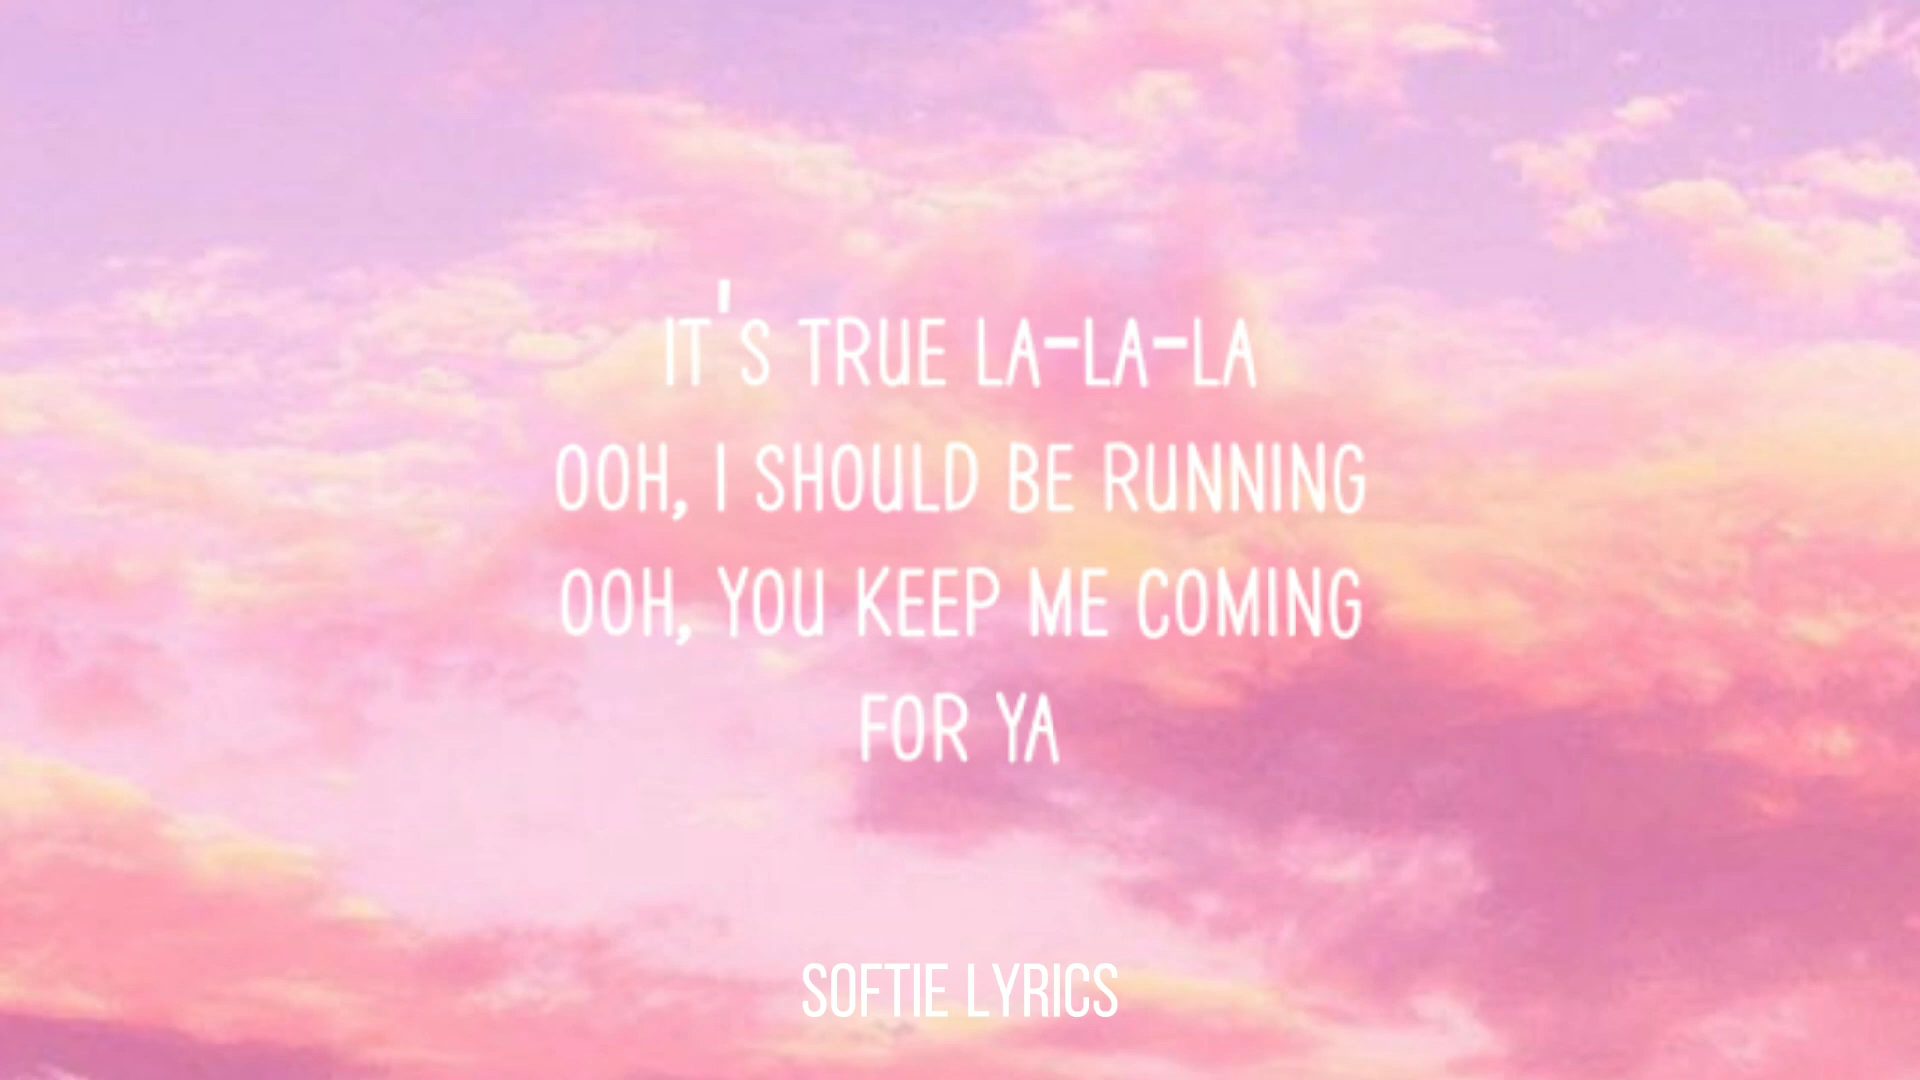 IT'S TRUE LA-LA-LA
OOH, I SHOULD BE RUNNING
OOH, YOU KEEP ME COMING
FOR YA
SOFTIE LYRICS